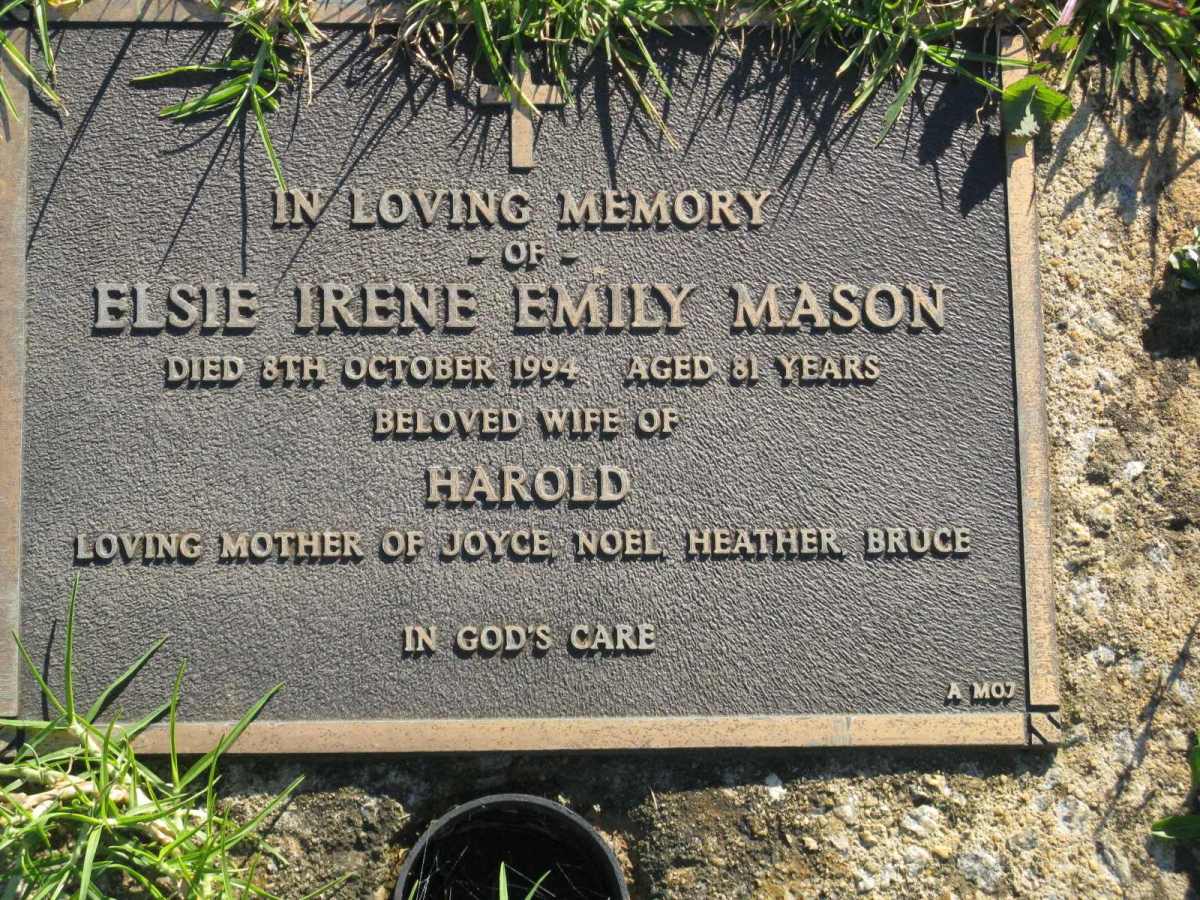 IN LOVING MEMORY
- OF -
ELSIE IRENE EMILY MASON
DIED 8TH OCTOBER 1994 AGED 81 YEARS
BELOVED WIFE OF
HAROLD
LOVING MOTHER OF JOYCE, NOEL, HEATHER, BRUCE
IN GOD'S CARE
A M07